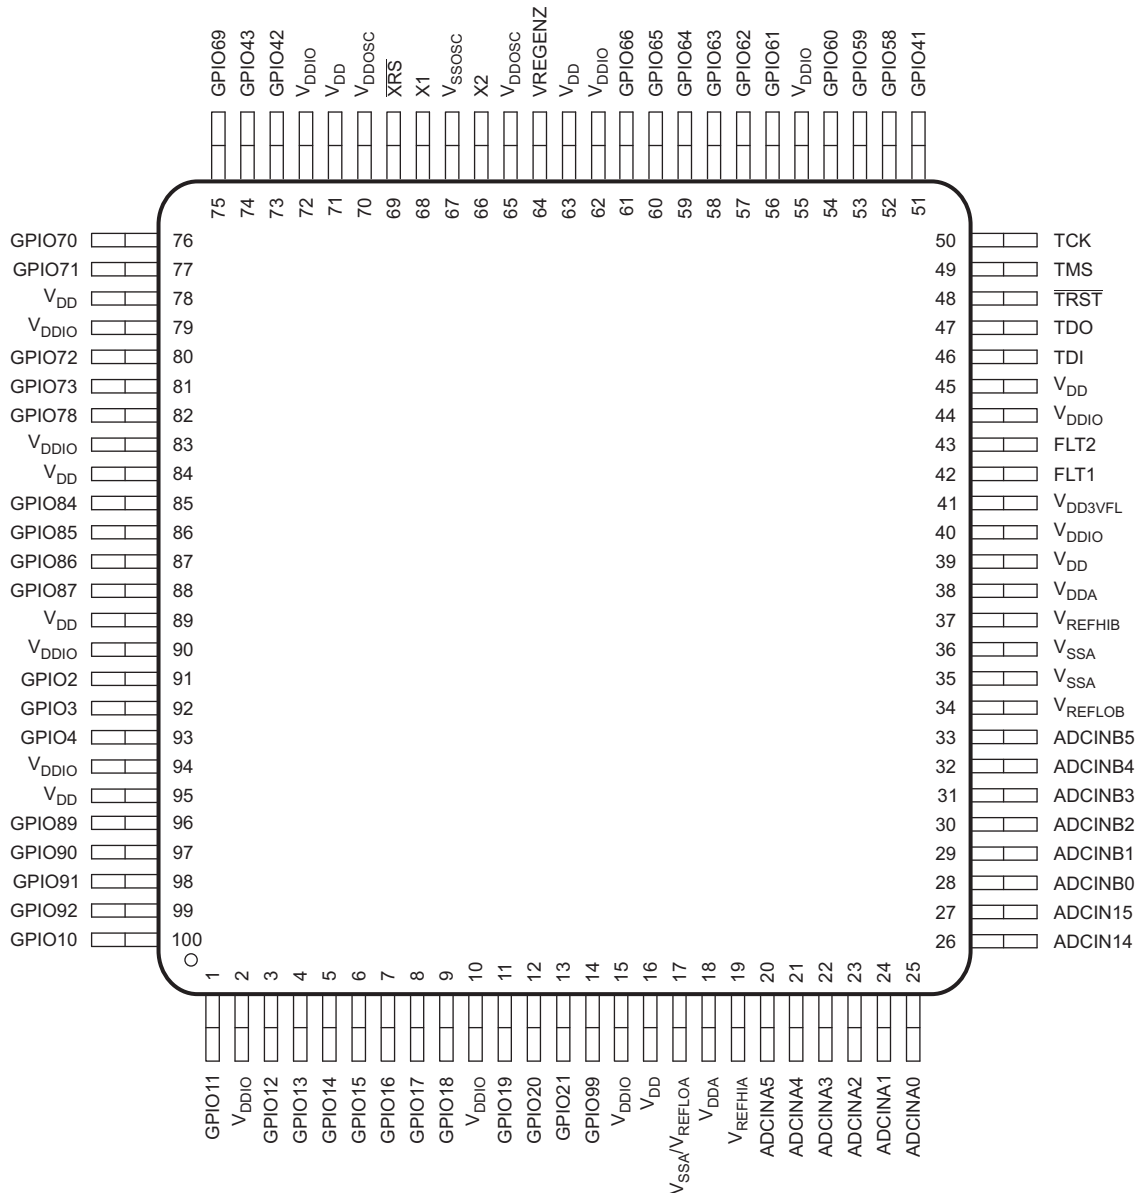 GPIO69
GPIO43
GPIO42
VDDIO
VDD
VDDOSC
XRS
X1
VSSOSC
X2
VDDOSC
VREGENZ
VDD
VDDIO
GPIO66
GPIO65
GPIO64
GPIO63
GPIO62
GPIO61
VDDIO
GPIO60
GPIO59
GPIO58
GPIO41
75
74
73
72
71
70
69
68
67
66
65
64
63
62
61
60
59
58
57
56
55
54
53
52
51
GPIO70 76
GPIO71 77
VDD 78
VDDIO 79
GPIO72 80
GPIO73 81
GPIO78 82
VDDIO 83
VDD 84
GPIO84 85
GPIO85 86
GPIO86 87
GPIO87 88
VDD 89
VDDIO 90
GPIO2 91
GPIO3 92
GPIO4 93
VDDIO 94
VDD 95
GPIO89 96
GPIO90 97
GPIO91 98
GPIO92 99
GPIO10 100
50 TCK
49 TMS
48 TRST
47 TDO
46 TDI
45 VDD
44 VDDIO
43 FLT2
42 FLT1
41 VDD3VFL
40 VDDIO
39 VDD
38 VDDA
37 VREFHIB
36 VSSA
35 VSSA
34 VREFLOB
33 ADCINB5
32 ADCINB4
31 ADCINB3
30 ADCINB2
29 ADCINB1
28 ADCINB0
27 ADCIN15
26 ADCIN14
1
2
3
4
5
6
7
8
9
10
11
12
13
14
15
16
17
18
19
20
21
22
23
24
25
GPIO11
VDDIO
GPIO12
GPIO13
GPIO14
GPIO15
GPIO16
GPIO17
GPIO18
VDDIO
GPIO19
GPIO20
GPIO21
GPIO99
VDDIO
VDD
VSSA/VREFLOA
VDDA
VREFHIA
ADCINA5
ADCINA4
ADCINA3
ADCINA2
ADCINA1
ADCINA0